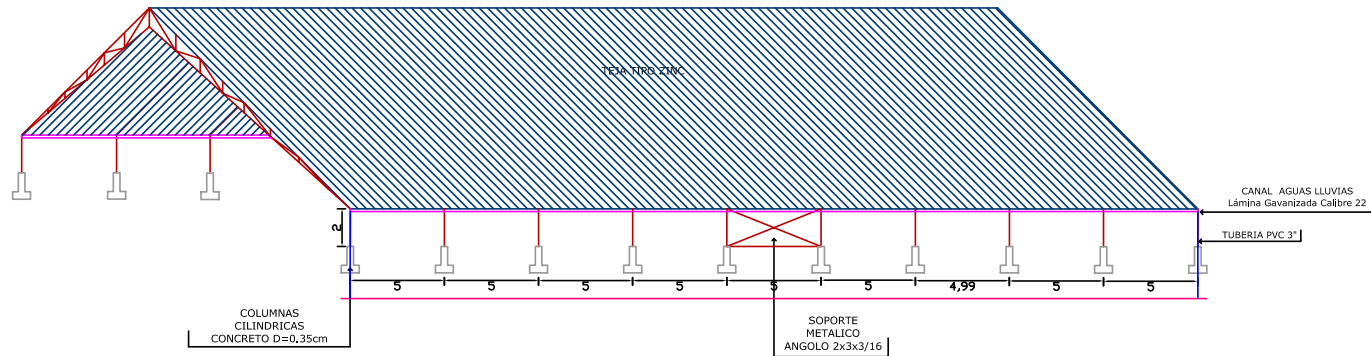 TEJA TIPO ZINC
CANAL AGUAS LLUVIAS
Lámina Gavanizada Calibre 22
TUBERIA PVC 3"
2
5 5 5 5 5 5 4,99 5 5
COLUMNAS
CILINDRICAS
CONCRETO D=0.35cm
SOPORTE
METALICO
ANGOLO 2x3x3/16